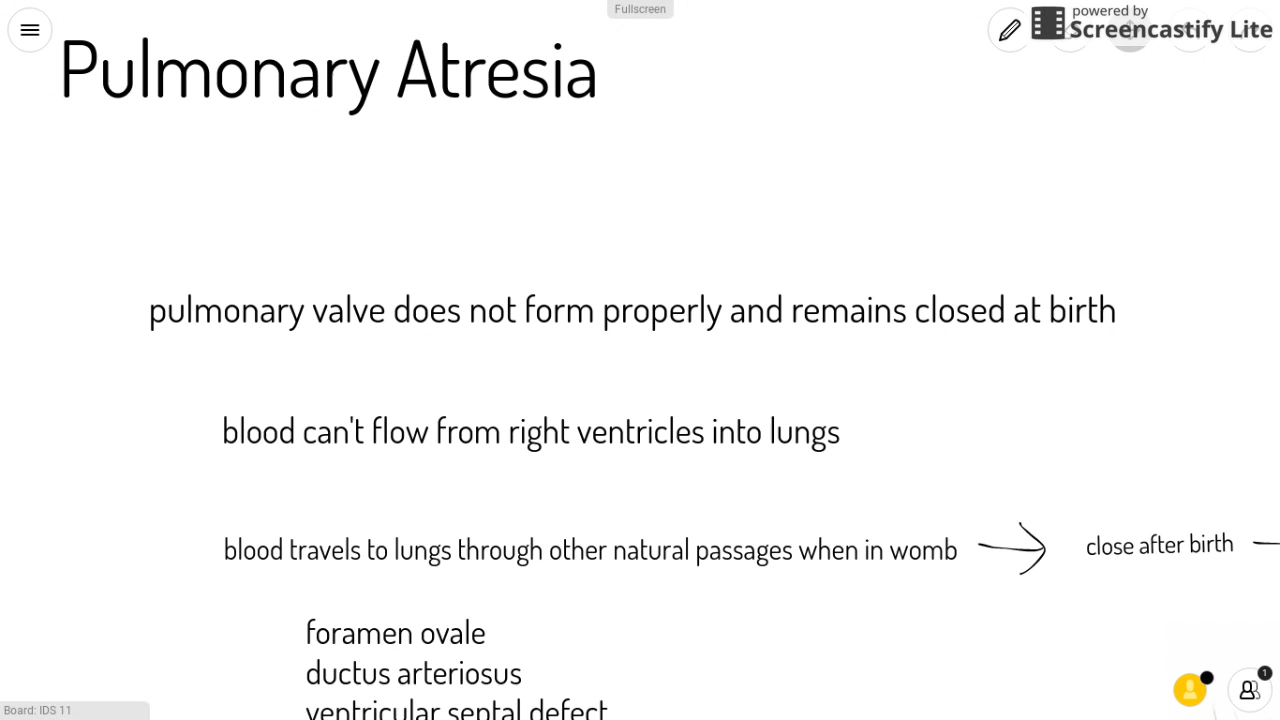 Fullscreen
powered by
Screencastify Lite
Pulmonary Atresia
pulmonary valve does not form properly and remains closed at birth
blood can't flow from right ventricles into lungs
blood travels to lungs through other natural passages when in womb
close after birth
foramen ovale
ductus arteriosus
ventricular septal defect
1
Board: IDS 11